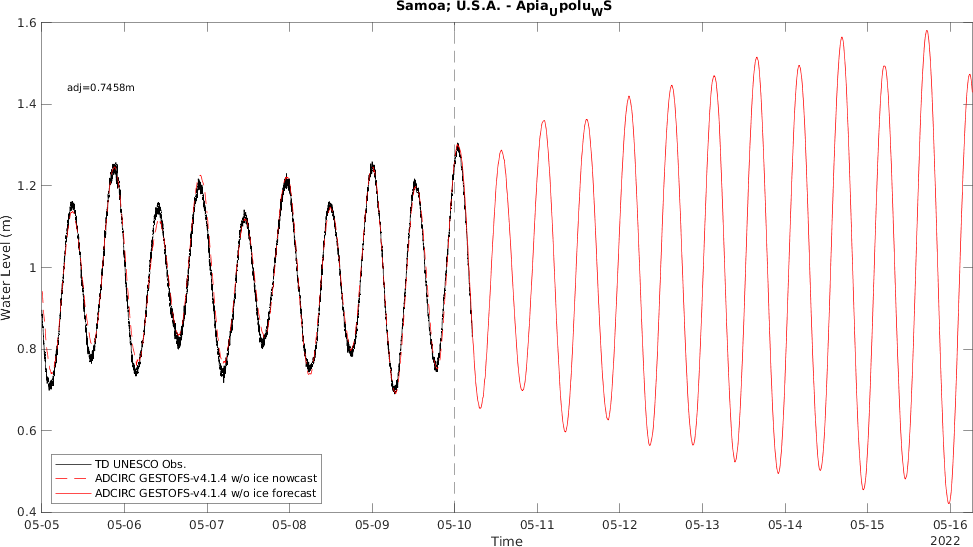 Samoa; U.S.A. - Apia_Upolu_WS
1.6
adj=0.7458m
1.4
1.2
Water Level (m)
1
0.8
0.6
TD UNESCO Obs.
ADCIRC GESTOFS-v4.1.4 w/o ice nowcast
ADCIRC GESTOFS-v4.1.4 w/o ice forecast
0.4
05-05 05-06 05-07 05-08 05-09 05-10 05-11 05-12 05-13 05-14 05-15 05-16
Time
2022